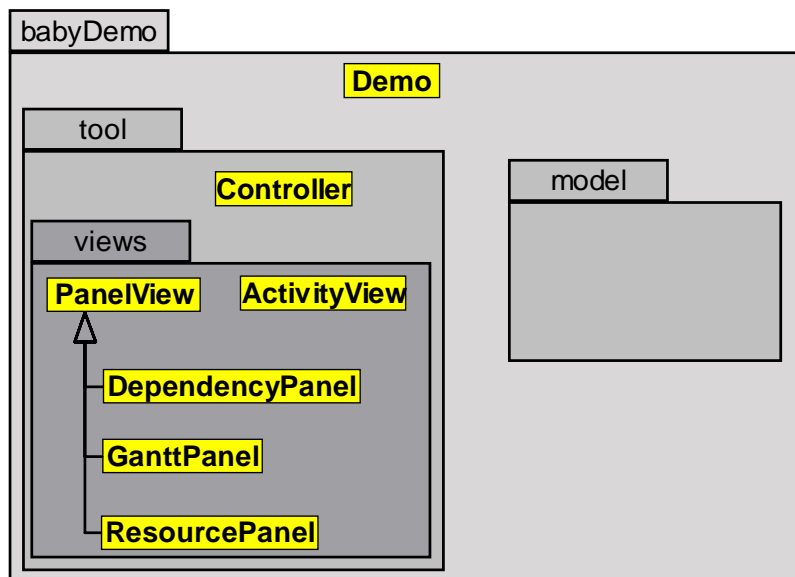 babyDemo
Demo
tool
Controller
model
views
PanelView
ActivityView
DependencyPanel
GanttPanel
ResourcePanel